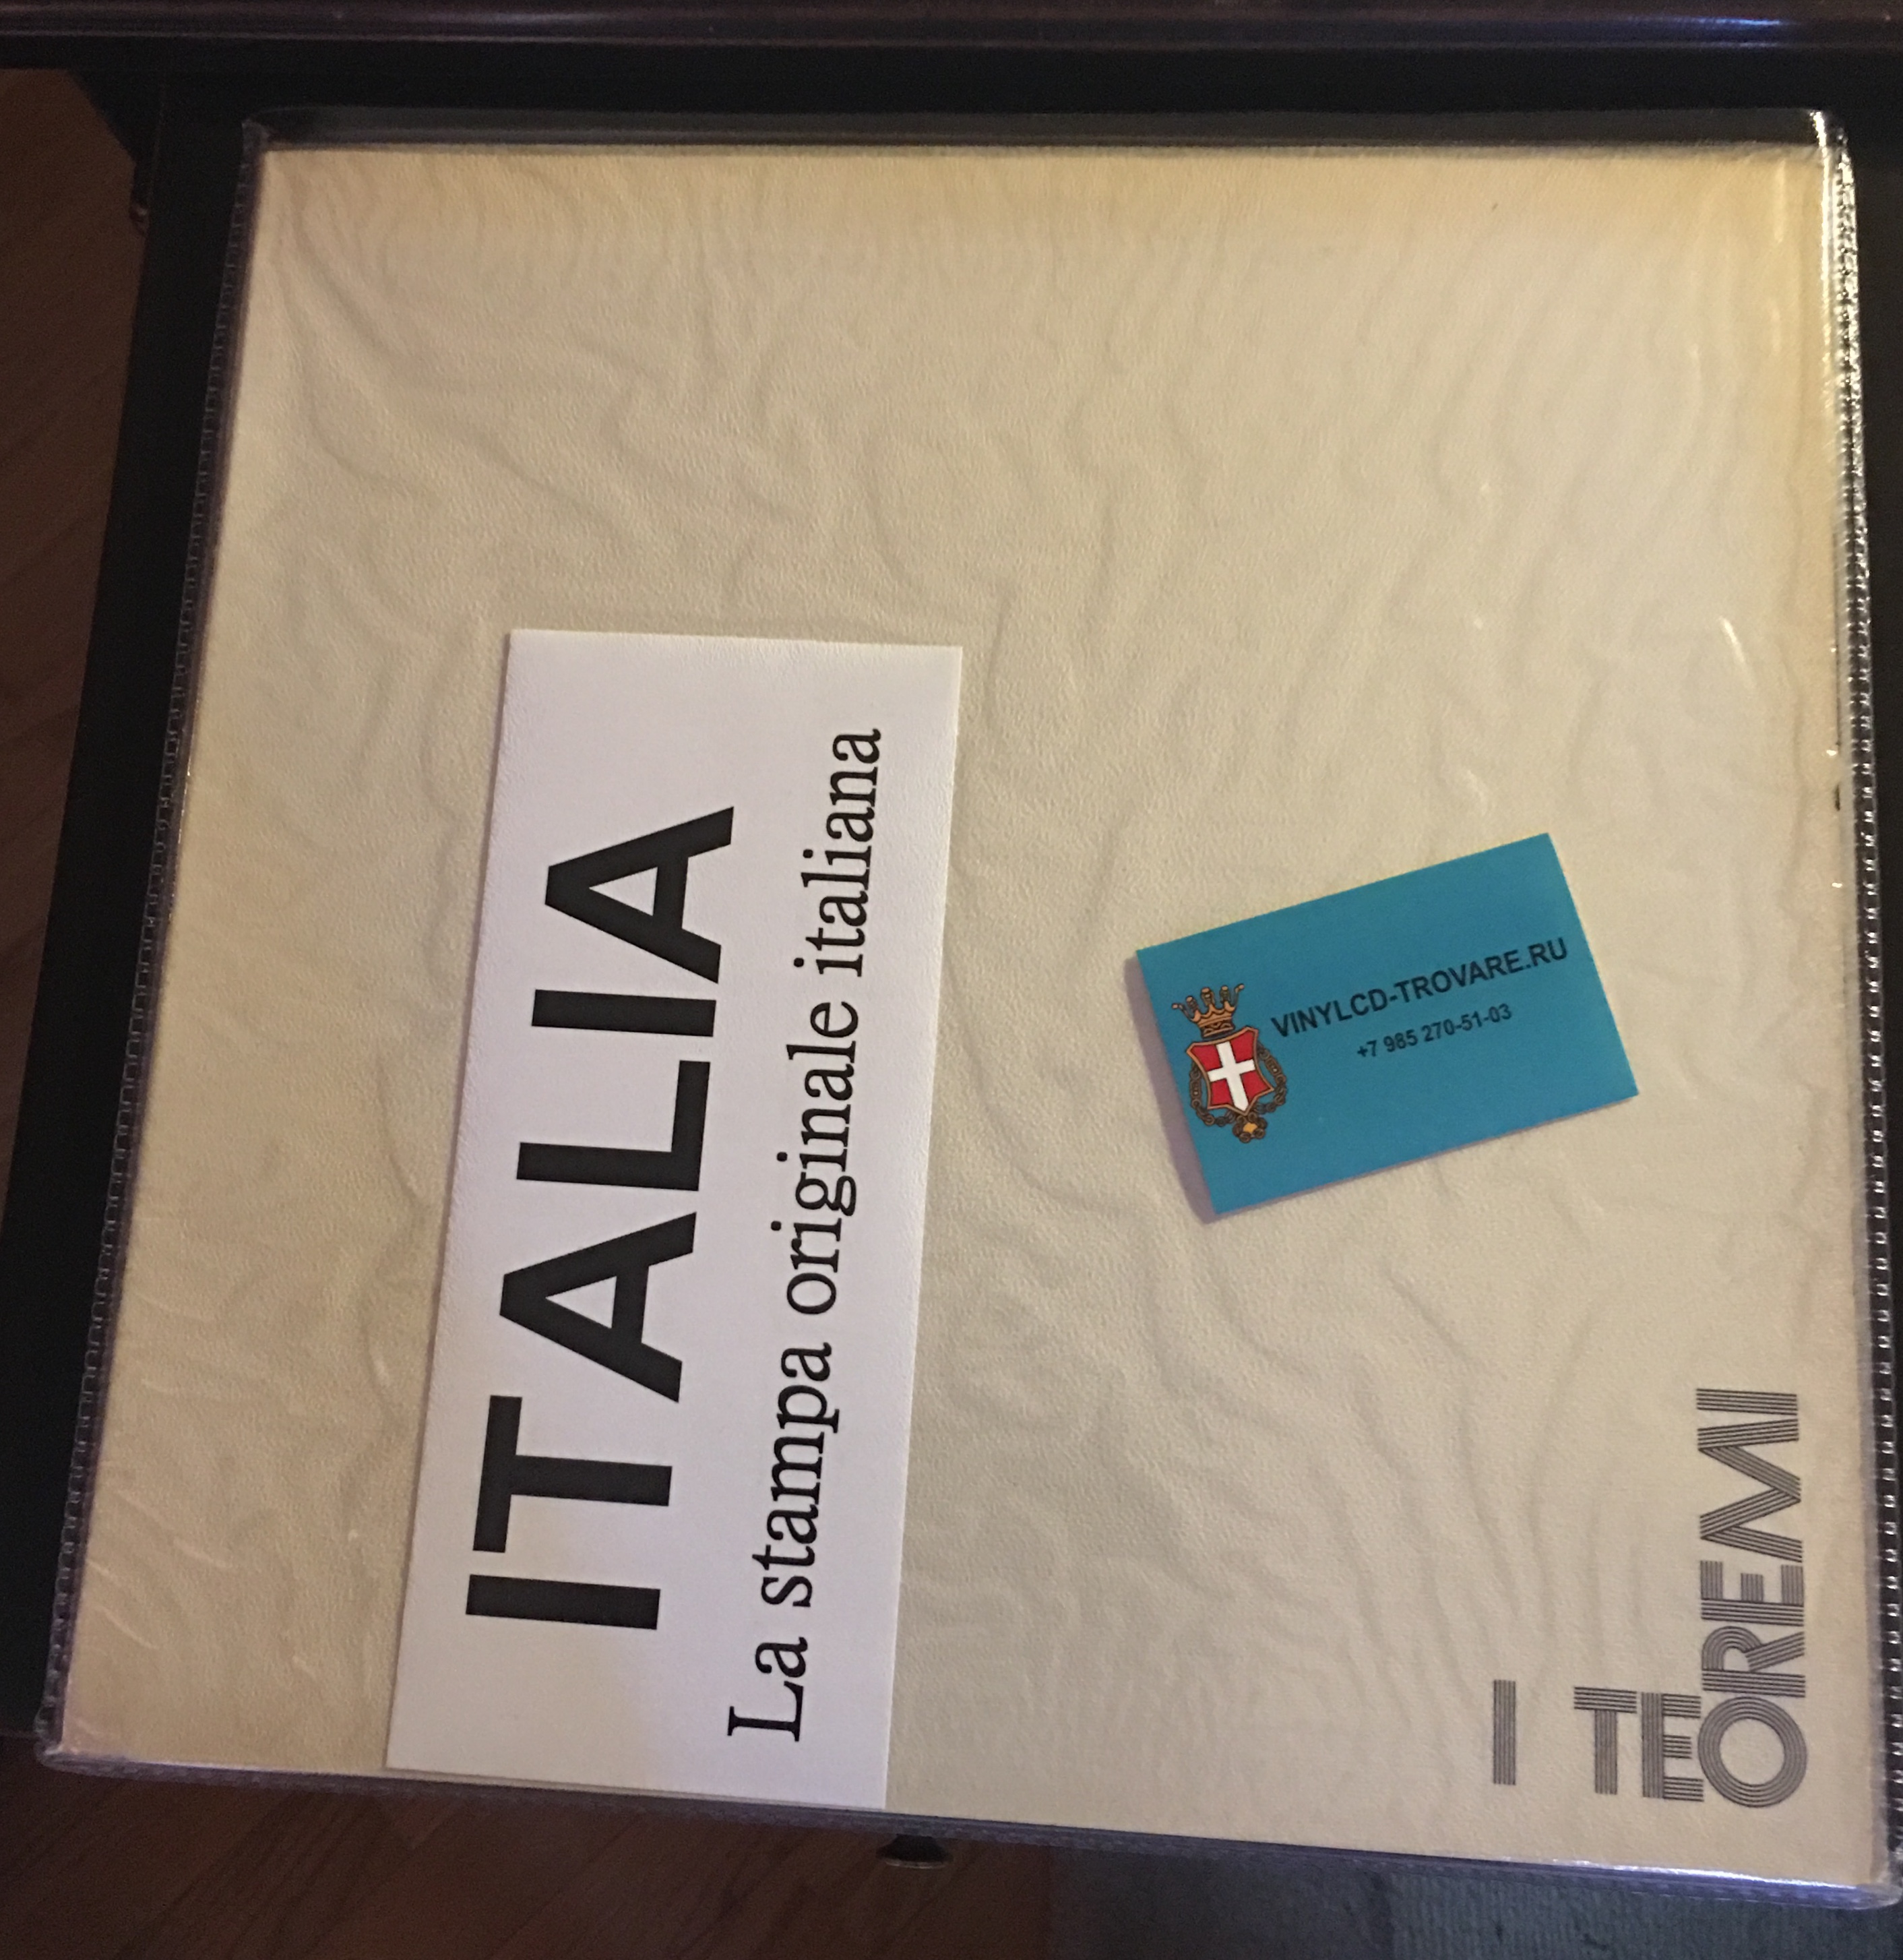 ITALIA
La stampa originale italiana
VINYLCD-TROVARE.RU
+7 985 270-51-03
I TEOREMI